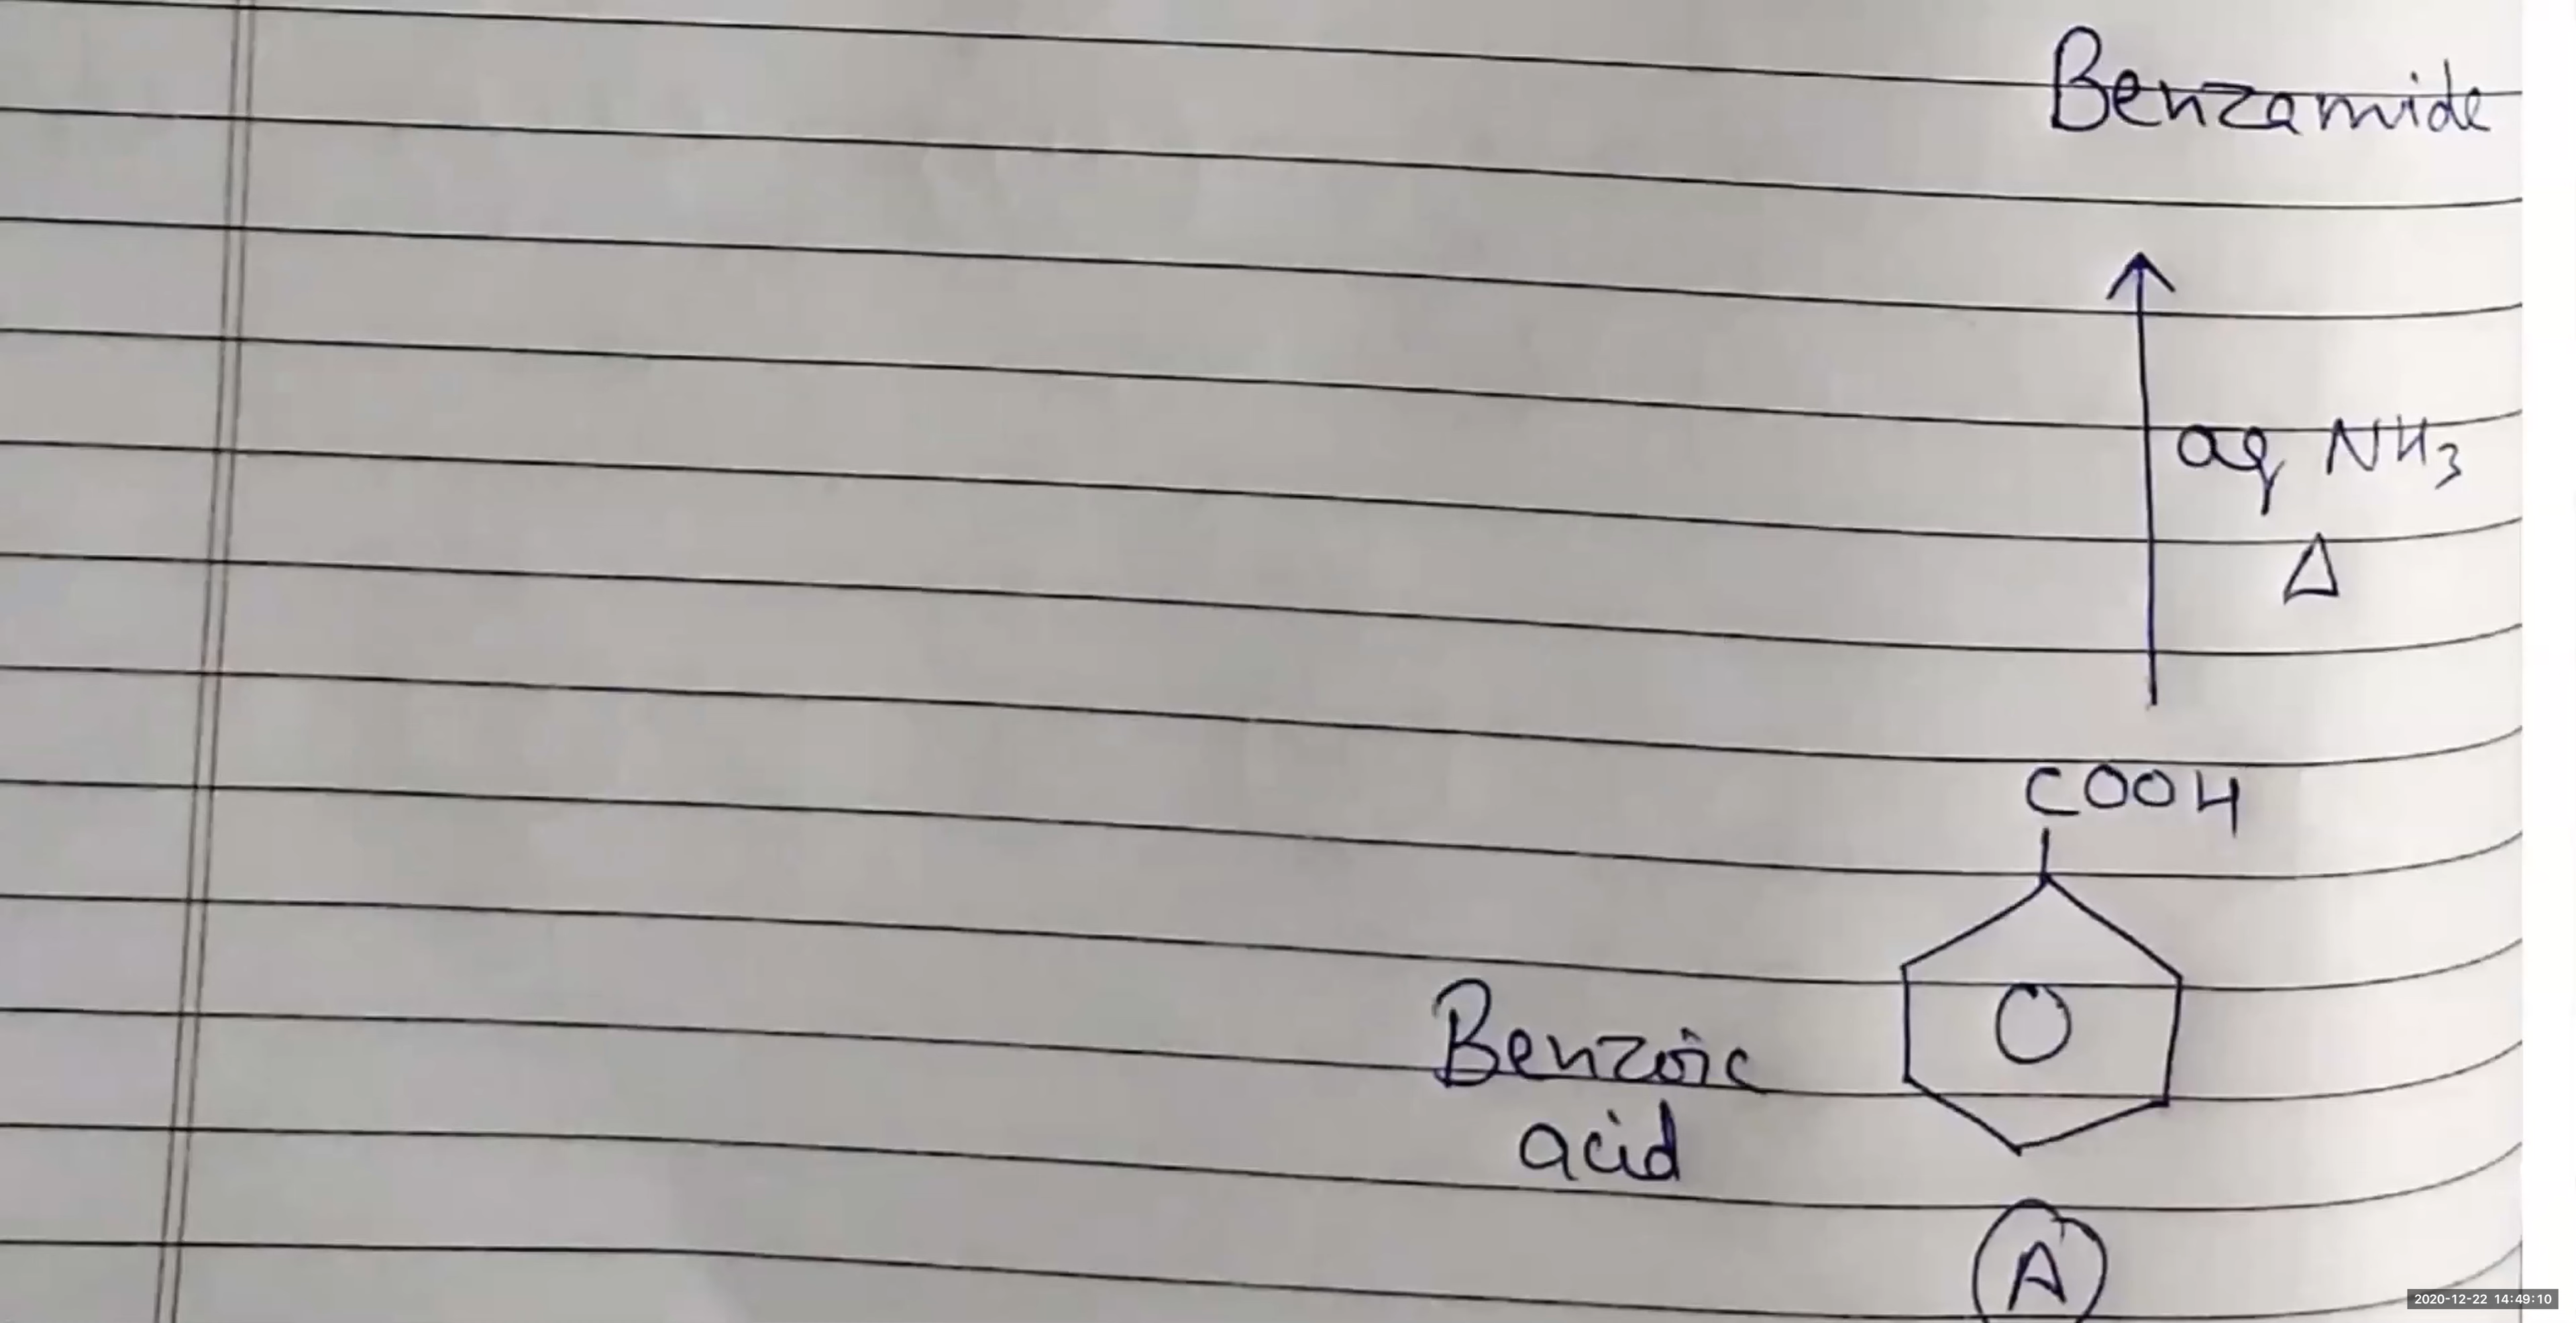 Benzamide
aq NH3
Δ
COOH
Benzoic
acid
A
2020-12-22 14:49:10